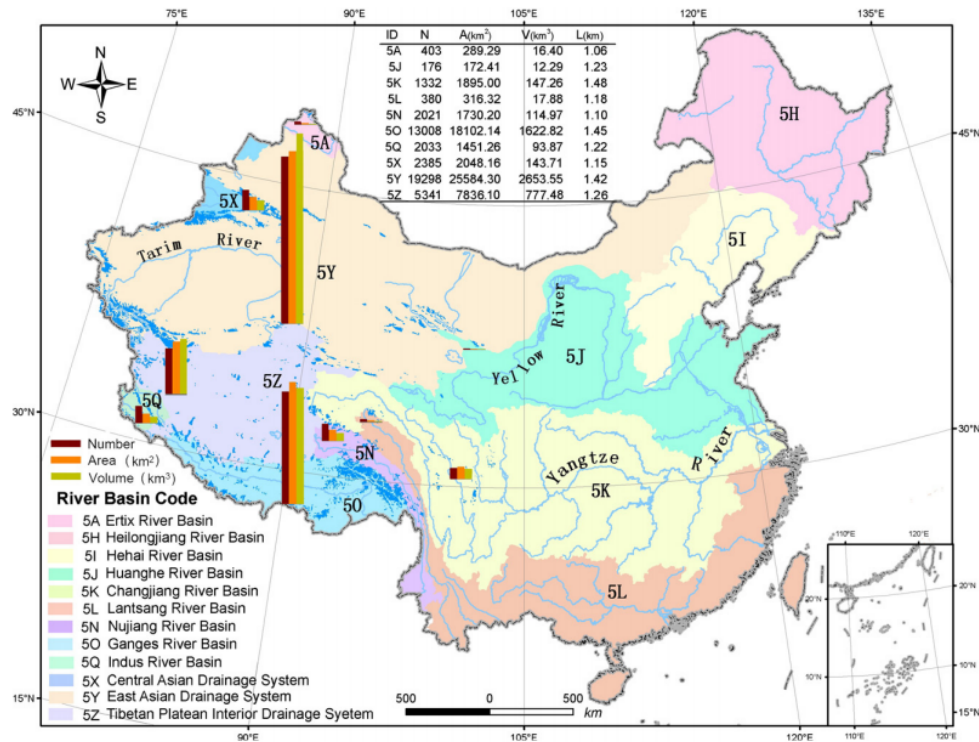 75°E 90°E 105°E 120°E 135°E
N
W E
S
ID N A(km²) V(km³) L(km)
5A 403 289.29 16.40 1.06
5J 176 172.41 12.29 1.23
5K 1332 1895.00 147.26 1.48
5L 380 316.32 17.88 1.18
5N 2021 1730.20 114.97 1.10
5O 13008 18102.14 1622.82 1.45
5Q 2033 1451.26 93.87 1.22
5X 2385 2048.16 143.71 1.15
5Y 19298 25584.30 2653.55 1.42
5Z 5341 7836.10 777.48 1.26
45°N
45°N
5H
5A
5X
5I
Tarim River
5Y
Yellow River
5J
5Z
30°N
30°N
5Q
5N
Yangtze River
5K
5O
5L
Number
Area (km²)
Volume (km³)
River Basin Code
5A Ertix River Basin
5H Heilongjiang River Basin
5I Hehai River Basin
5J Huanghe River Basin
5K Changjiang River Basin
5L Lantsang River Basin
5N Nujiang River Basin
5O Ganges River Basin
5Q Indus River Basin
5X Central Asian Drainage System
5Y East Asian Drainage System
5Z Tibetan Platean Interior Drainage Syetem
15°N
15°N
500 0 500
km
110°E 120°E
20°N
20°N
10°N
10°N
110°E 120°E
90°E 105°E 120°E